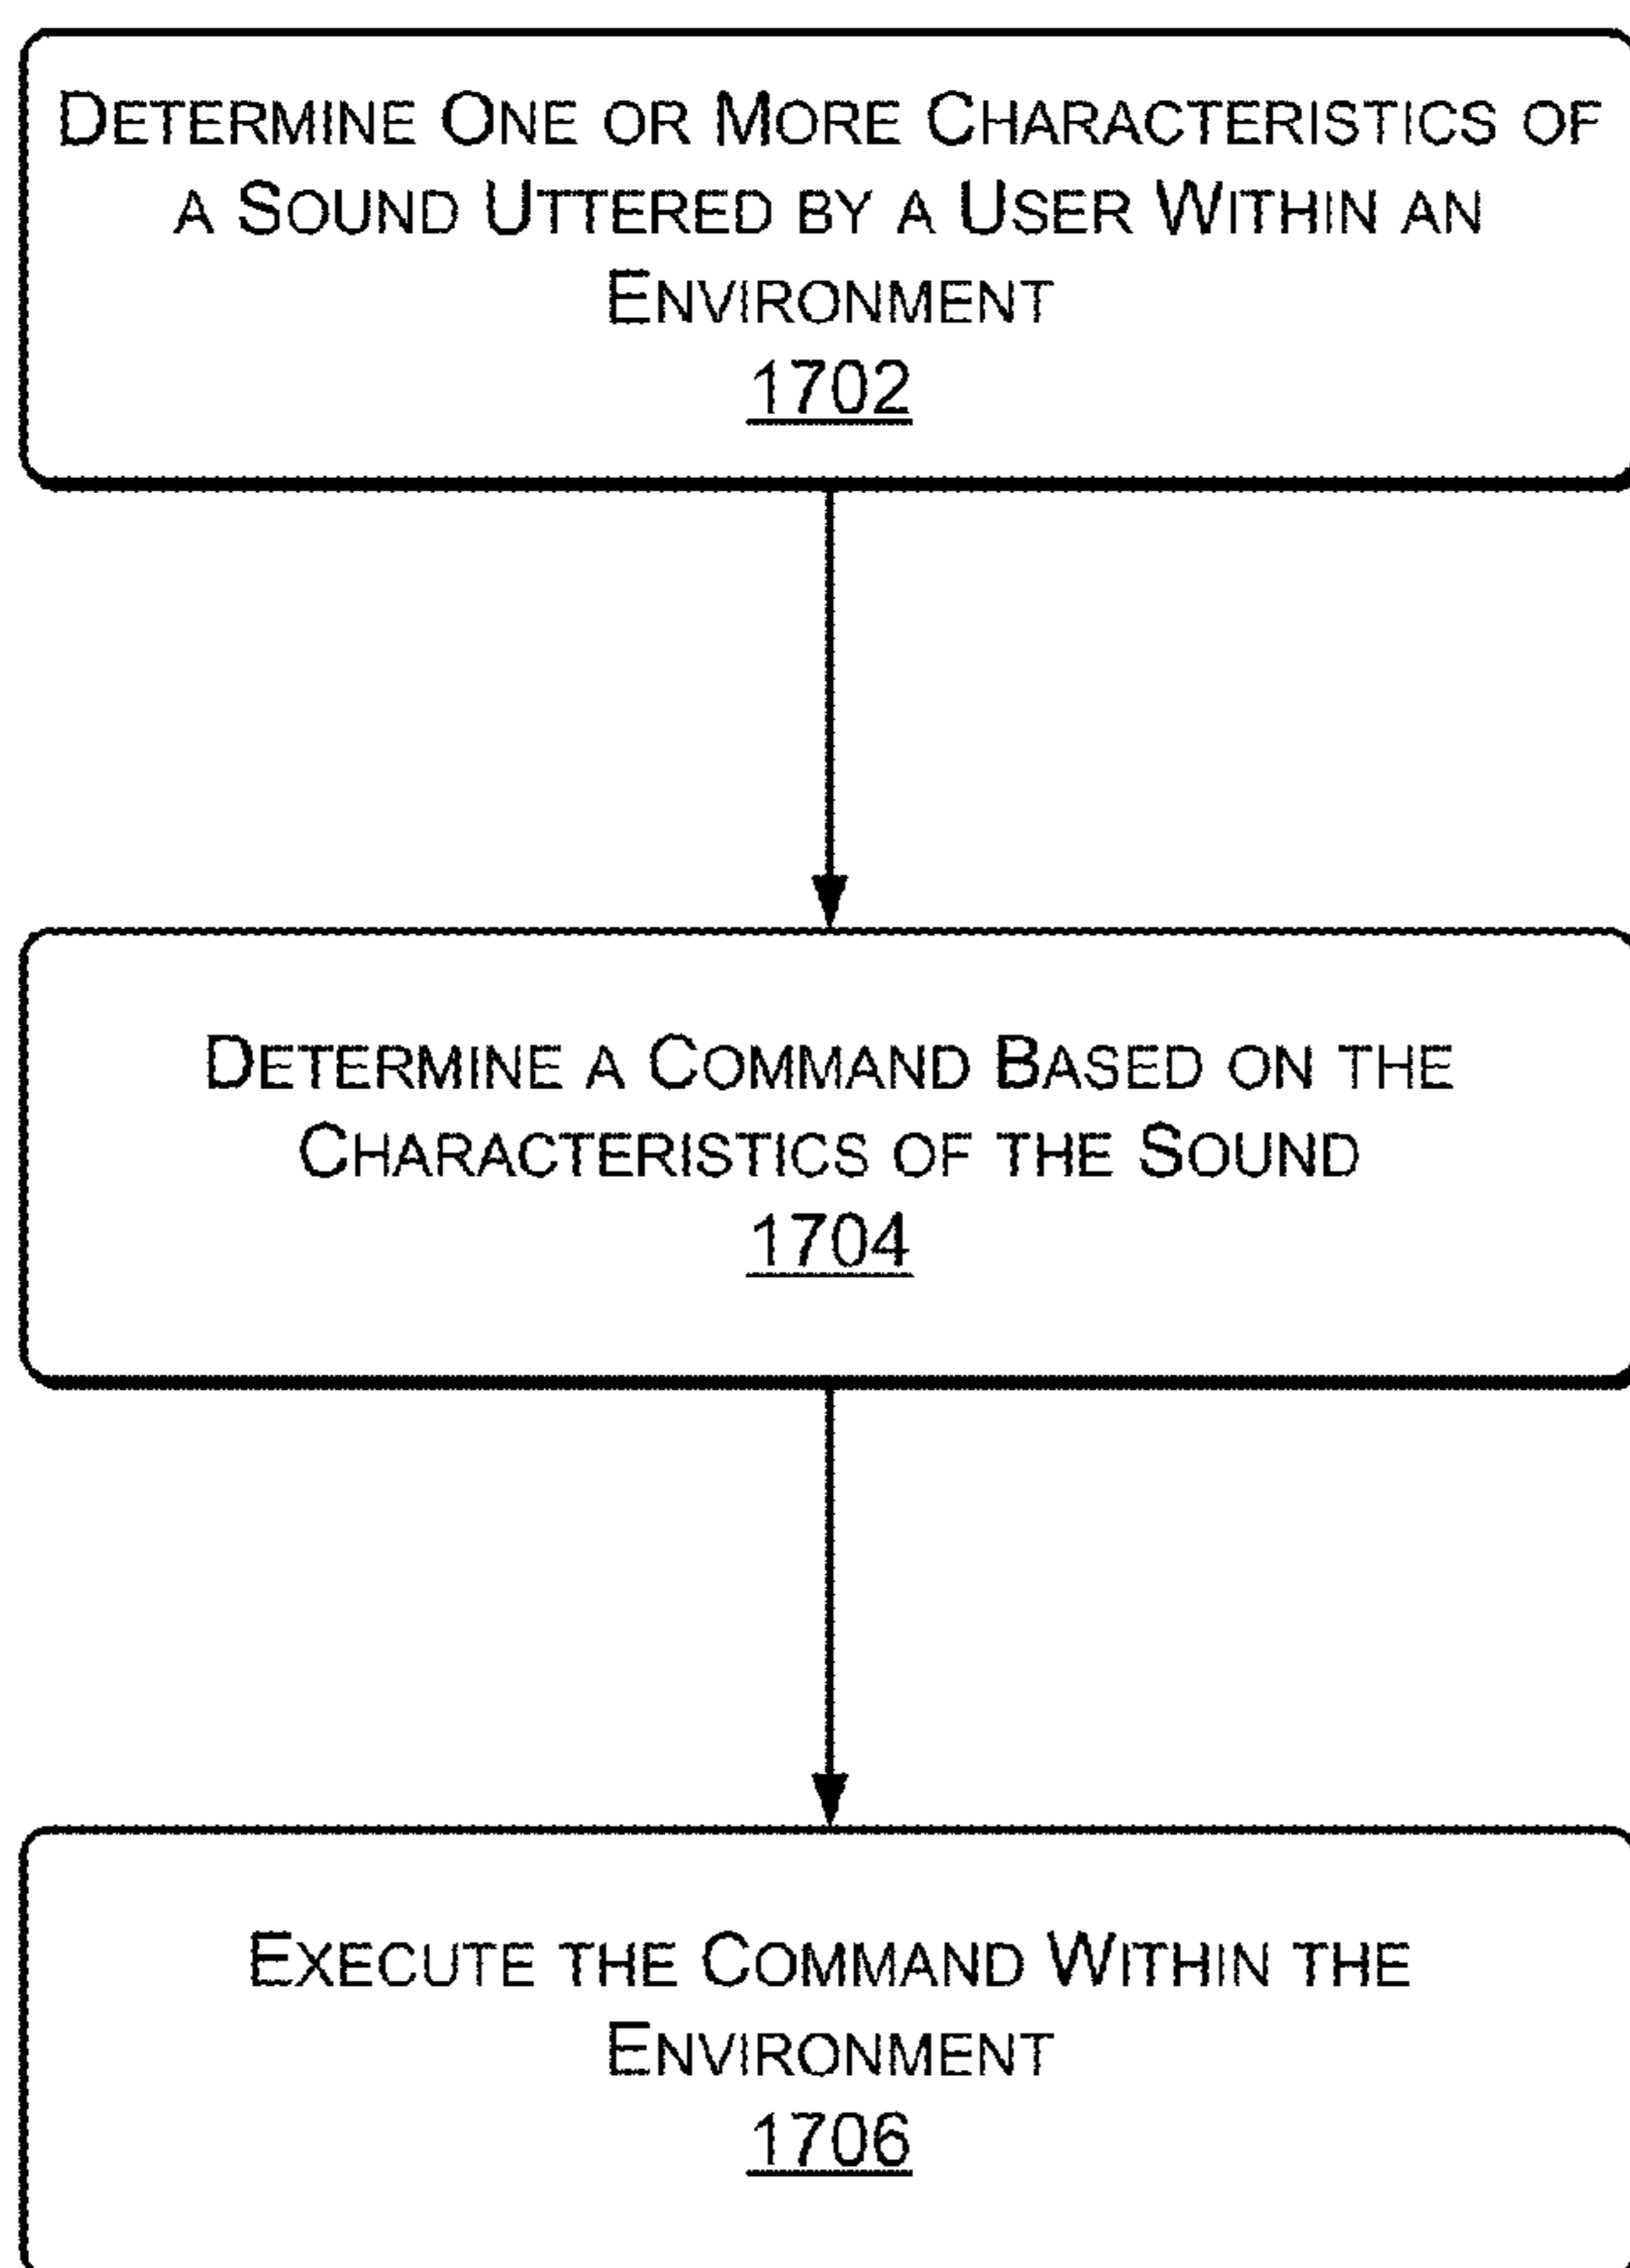 DETERMINE ONE OR MORE CHARACTERISTICS OF
A SOUND UTTERED BY A USER WITHIN AN
ENVIRONMENT
1702
DETERMINE A COMMAND BASED ON THE
CHARACTERISTICS OF THE SOUND
1704
EXECUTE THE COMMAND WITHIN THE
ENVIRONMENT
1706